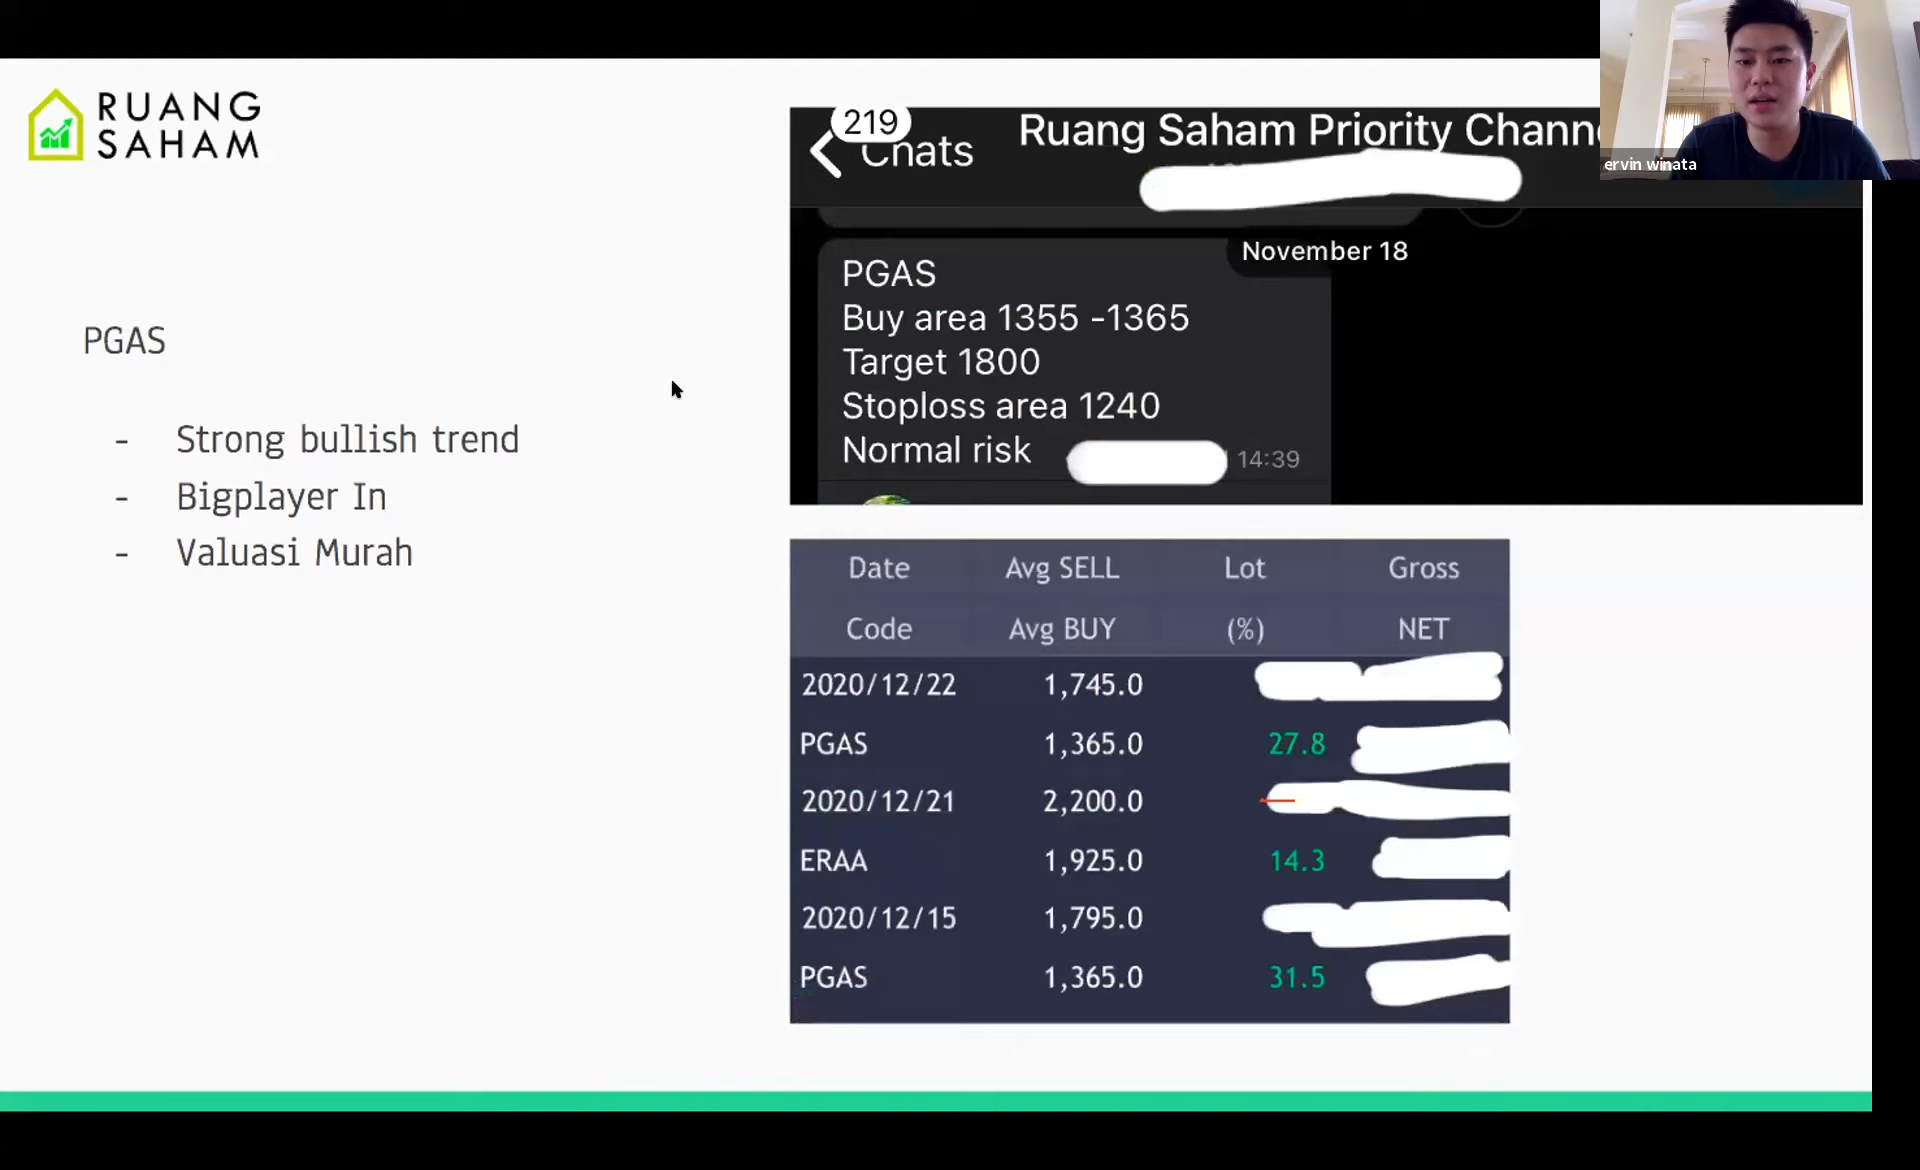 RUANG
SAHAM
PGAS
- Strong bullish trend
- Bigplayer In
- Valuasi Murah
219
Chats
Ruang Saham Priority Chann
November 18
PGAS
Buy area 1355 -1365
Target 1800
Stoploss area 1240
Normal risk
14:39
ervin winata
Date Avg SELL Lot Gross
Code Avg BUY (%) NET
2020/12/22 1,745.0
PGAS 1,365.0 27.8
2020/12/21 2,200.0
ERAA 1,925.0 14.3
2020/12/15 1,795.0
PGAS 1,365.0 31.5